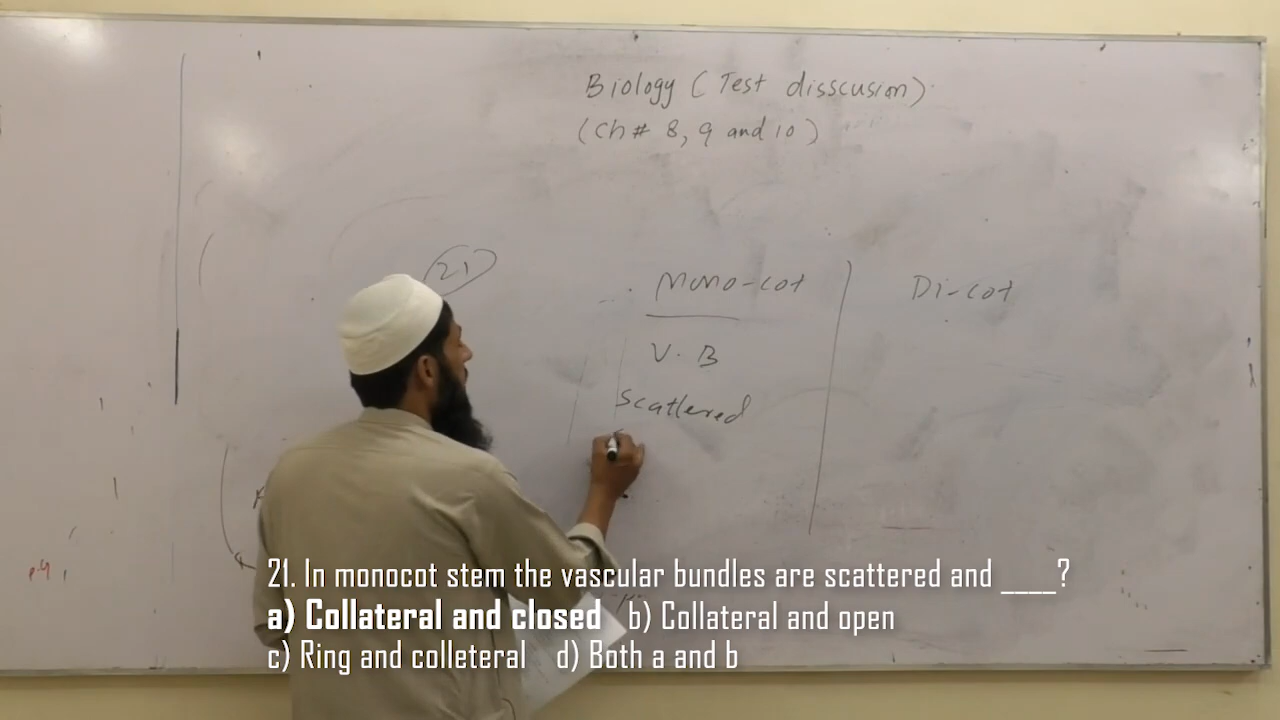 Biology (Test disscusion)
(Ch# 8, 9 and 10)
21
Mono-cot
Di-cot
V.B
Scattered
21. In monocot stem the vascular bundles are scattered and ____?
a) Collateral and closed b) Collateral and open
c) Ring and colleteral d) Both a and b